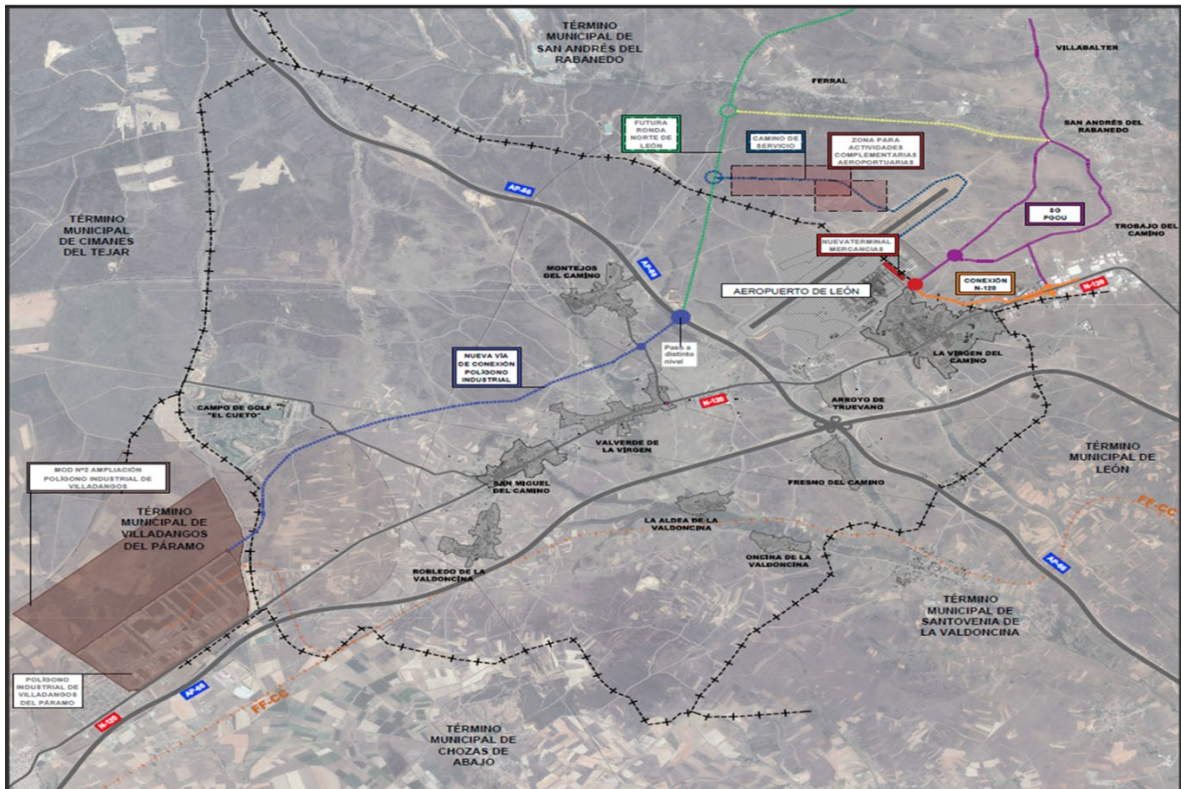 TÉRMINO
MUNICIPAL DE
SAN ANDRÉS DEL
RABANEDO
VILLABALTER
FERRAL
FUTURA
RONDA
NORTE DE
LEÓN
CAMINO DE
SERVICIO
ZONA PARA
ACTIVIDADES
COMPLEMENTARIAS
AEROPORTUARIAS
SAN ANDRÉS DEL
RABANEDO
AP-66
TÉRMINO
MUNICIPAL
DE CIMANES
DEL TEJAR
SG
PGOU
TROBAJO DEL
CAMINO
NUEVA TERMINAL
MERCANCIAS
MONTEJOS
DEL CAMINO
AP-66
AEROPUERTO DE LEÓN
CONEXIÓN
N-120
N-120
Paso a
distinto
nivel
NUEVA VÍA
DE CONEXIÓN
POLÍGONO
INDUSTRIAL
LA VIRGEN DEL
CAMINO
CAMPO DE GOLF
"EL CUETO"
N-120
ARROYO DE
TRUEVANO
VALVERDE DE
LA VIRGEN
TÉRMINO
MUNICIPAL DE
LEÓN
MOD Nº2 AMPLIACIÓN
POLÍGONO INDUSTRIAL DE
VILLADANGOS
SAN MIGUEL
DEL CAMINO
FRESNO DEL CAMINO
TÉRMINO
MUNICIPAL DE
VILLADANGOS
DEL PÁRAMO
LA ALDEA DE LA
VALDONCINA
FF-CC
ROBLEDO DE LA
VALDONCINA
ONCINA DE LA
VALDONCINA
AP-66
TÉRMINO
MUNICIPAL DE
SANTOVENIA DE
LA VALDONCINA
POLÍGONO
INDUSTRIAL DE
VILLADANGOS
DEL PÁRAMO
AP-66
FF-CC
N-120
TÉRMINO
MUNICIPAL DE
CHOZAS DE
ABAJO